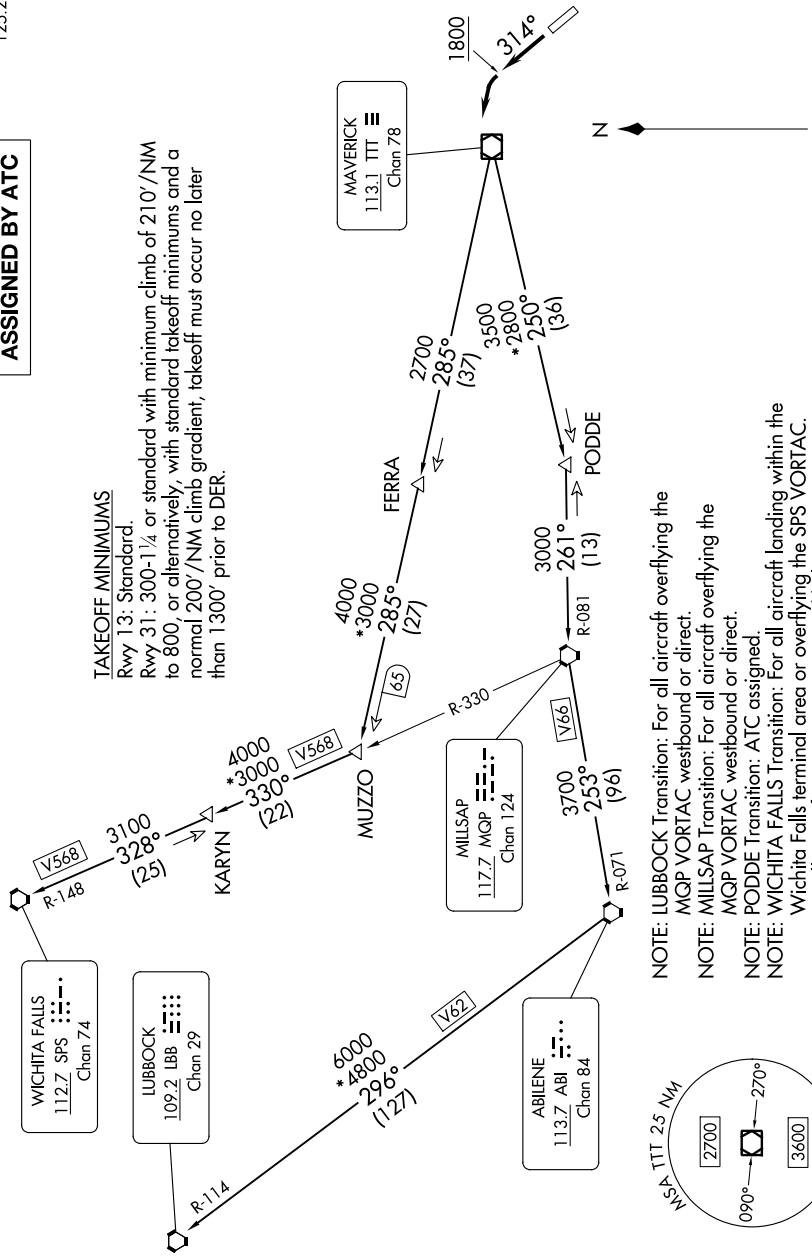 ASSIGNED BY ATC
TAKEOFF MINIMUMS
Rwy 13: Standard.
Rwy 31: 300-1¼ or standard with minimum climb of 210'/NM
to 800, or alternatively, with standard takeoff minimums and a
normal 200'/NM climb gradient, takeoff must occur no later
than 1300' prior to DER.
1800
314°
MAVERICK
113.1 TTT
Chan 78
N
2700
285°
(37)
3500
*2800
250°
(36)
FERRA
PODDE
4000
*3000
285°
(27)
65
3000
261°
(13)
R-081
R-330
MUZZO
4000
*3000
330°
(22)
V568
KARYN
3100
328°
(25)
V568
R-148
WICHITA FALLS
112.7 SPS
Chan 74
MILLSAP
117.7 MQP
Chan 124
V66
3700
253°
(96)
R-071
LUBBOCK
109.2 LBB
Chan 29
6000
*4800
296°
(127)
V62
R-114
ABILENE
113.7 ABI
Chan 84
MSA TTT 25 NM
2700
090°
270°
3600
NOTE: LUBBOCK Transition: For all aircraft overflying the
MQP VORTAC westbound or direct.
NOTE: MILLSAP Transition: For all aircraft overflying the
MQP VORTAC westbound or direct.
NOTE: PODDE Transition: ATC assigned.
NOTE: WICHITA FALLS Transition: For all aircraft landing within the
Wichita Falls terminal area or overflying the SPS VORTAC.